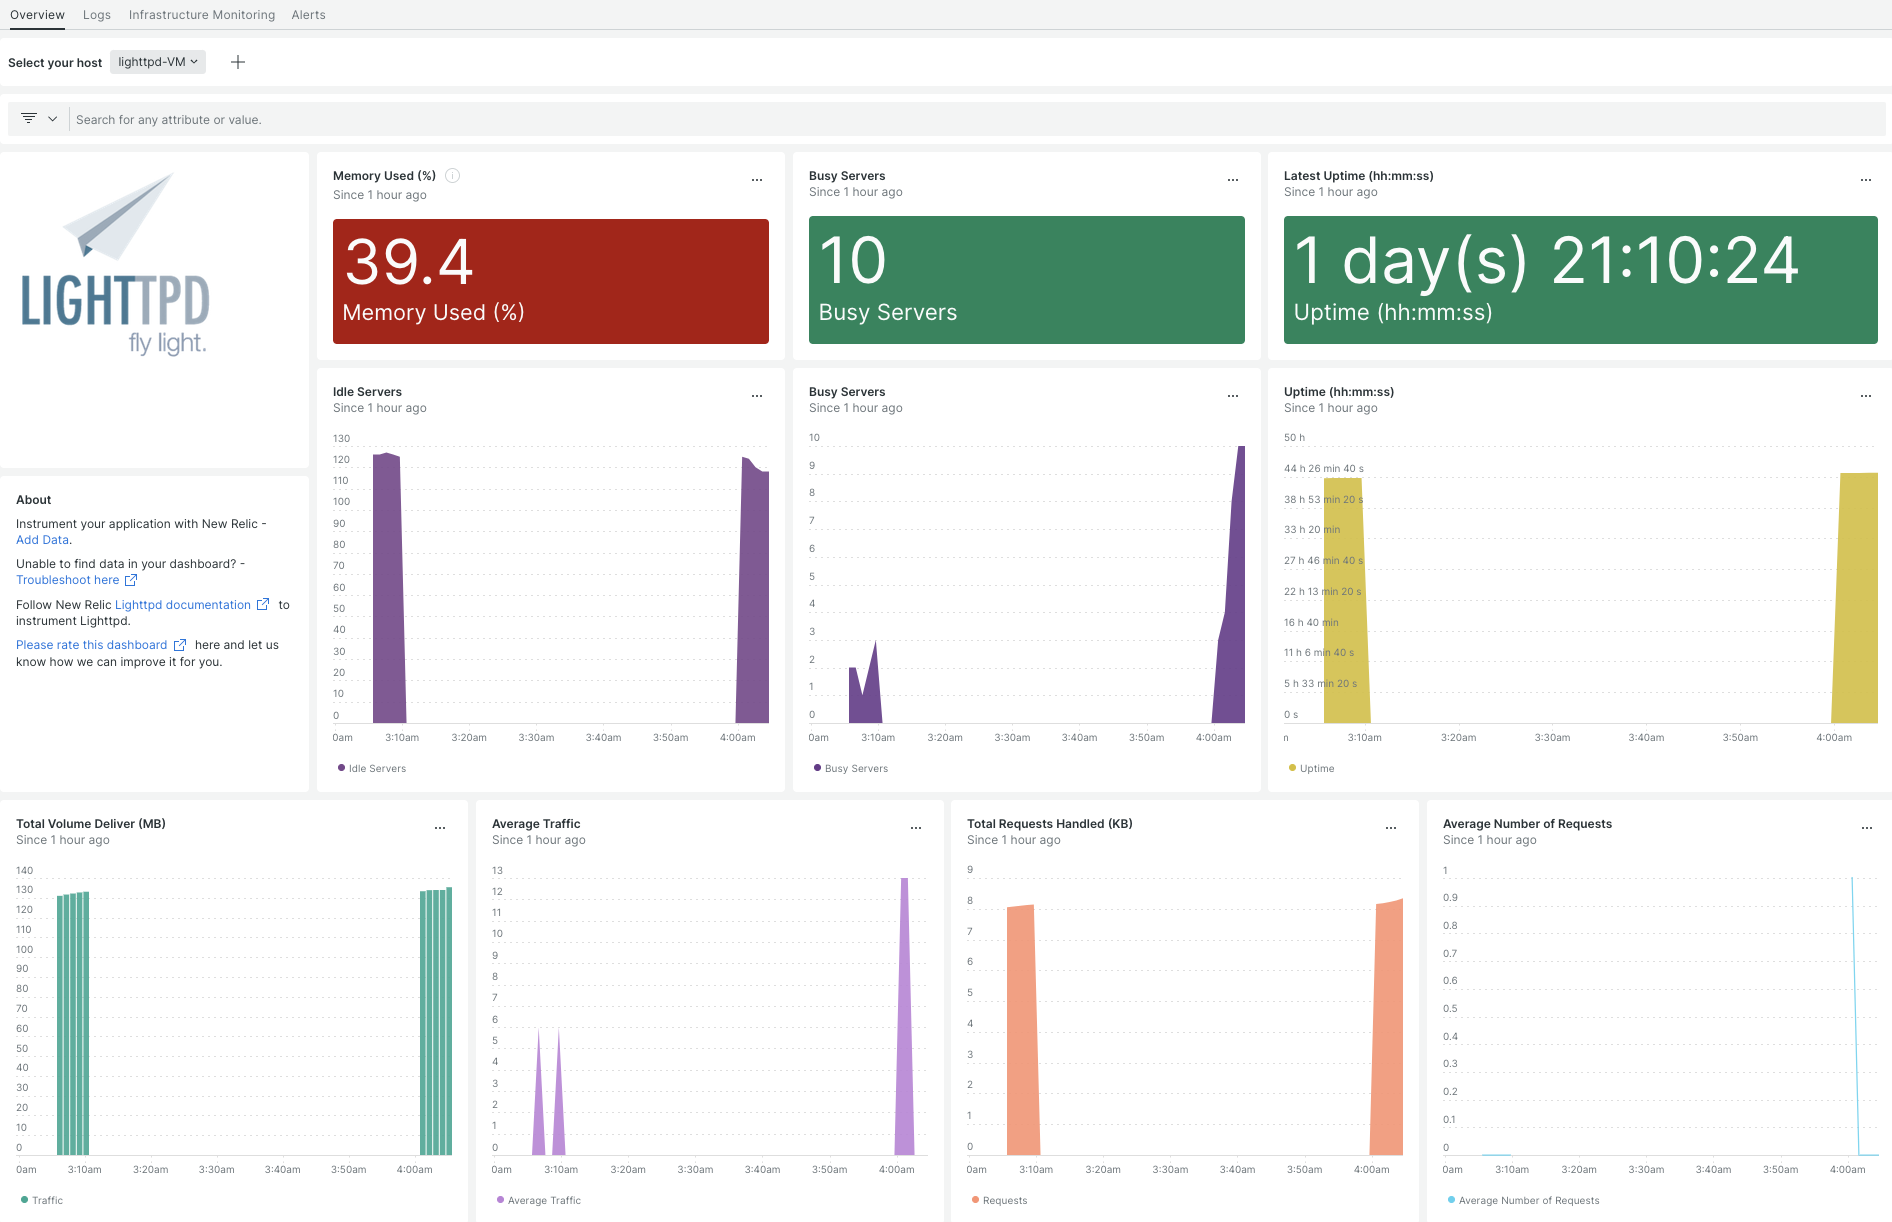 Overview Logs Infrastructure Monitoring Alerts
Select your host lighttpd-VM
Search for any attribute or value.
LIGHTTPD
fly light.
About
Instrument your application with New Relic -
Add Data.
Unable to find data in your dashboard? -
Troubleshoot here
Follow New Relic Lighttpd documentation to
instrument Lighttpd.
Please rate this dashboard here and let us
know how we can improve it for you.
Memory Used (%)
Since 1 hour ago
39.4
Memory Used (%)
Busy Servers
Since 1 hour ago
10
Busy Servers
Latest Uptime (hh:mm:ss)
Since 1 hour ago
1 day(s) 21:10:24
Uptime (hh:mm:ss)
Idle Servers
Since 1 hour ago
130
120
110
100
90
80
70
60
50
40
30
20
10
0
0am 3:10am 3:20am 3:30am 3:40am 3:50am 4:00am
Idle Servers
Busy Servers
Since 1 hour ago
10
9
8
7
6
5
4
3
2
1
0
0am 3:10am 3:20am 3:30am 3:40am 3:50am 4:00am
Busy Servers
Uptime (hh:mm:ss)
Since 1 hour ago
50 h
44 h 26 min 40 s
38 h 53 min 20 s
33 h 20 min
27 h 46 min 40 s
22 h 13 min 20 s
16 h 40 min
11 h 6 min 40 s
5 h 33 min 20 s
0 s
n 3:10am 3:20am 3:30am 3:40am 3:50am 4:00am
Uptime
Total Volume Deliver (MB)
Since 1 hour ago
140
130
120
110
100
90
80
70
60
50
40
30
20
10
0
0am 3:10am 3:20am 3:30am 3:40am 3:50am 4:00am
Traffic
Average Traffic
Since 1 hour ago
13
12
11
10
9
8
7
6
5
4
3
2
1
0
0am 3:10am 3:20am 3:30am 3:40am 3:50am 4:00am
Average Traffic
Total Requests Handled (KB)
Since 1 hour ago
9
8
7
6
5
4
3
2
1
0
0am 3:10am 3:20am 3:30am 3:40am 3:50am 4:00am
Requests
Average Number of Requests
Since 1 hour ago
1
0.9
0.8
0.7
0.6
0.5
0.4
0.3
0.2
0.1
0
0am 3:10am 3:20am 3:30am 3:40am 3:50am 4:00am
Average Number of Requests